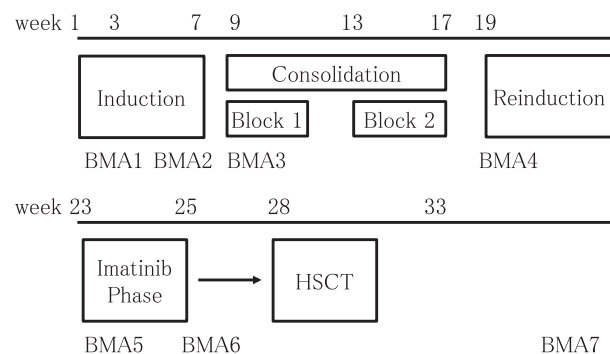 week 1 3 7 9 13 17 19
Induction
Consolidation
Block 1 Block 2
Reinduction
BMA1 BMA2 BMA3 BMA4
week 23 25 28 33
Imatinib
Phase
HSCT
BMA5 BMA6 BMA7